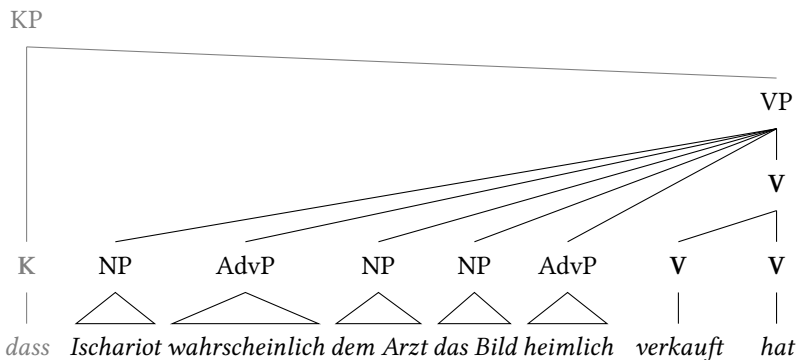 KP
VP
V
K NP AdvP NP NP AdvP V V
dass Ischariot wahrscheinlich dem Arzt das Bild heimlich verkauft hat